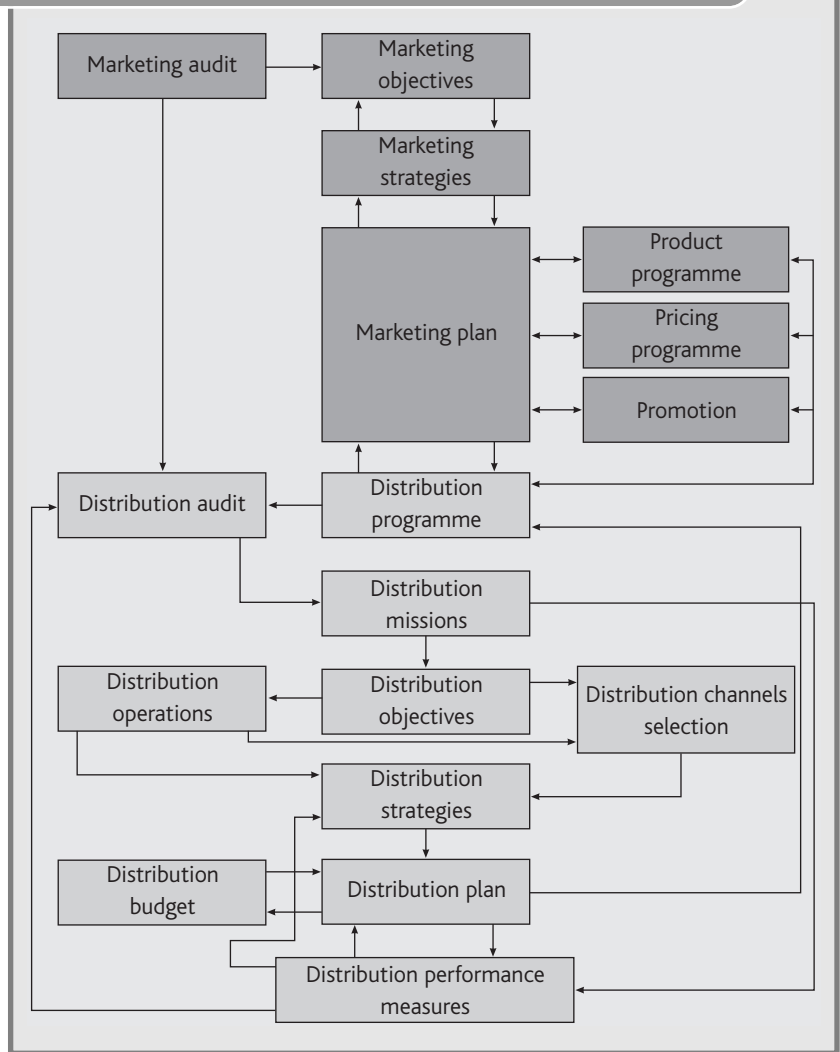 Marketing audit
Marketing
objectives
Marketing
strategies
Marketing plan
Product
programme
Pricing
programme
Promotion
Distribution audit
Distribution
programme
Distribution
missions
Distribution
operations
Distribution
objectives
Distribution channels
selection
Distribution
strategies
Distribution
budget
Distribution plan
Distribution performance
measures